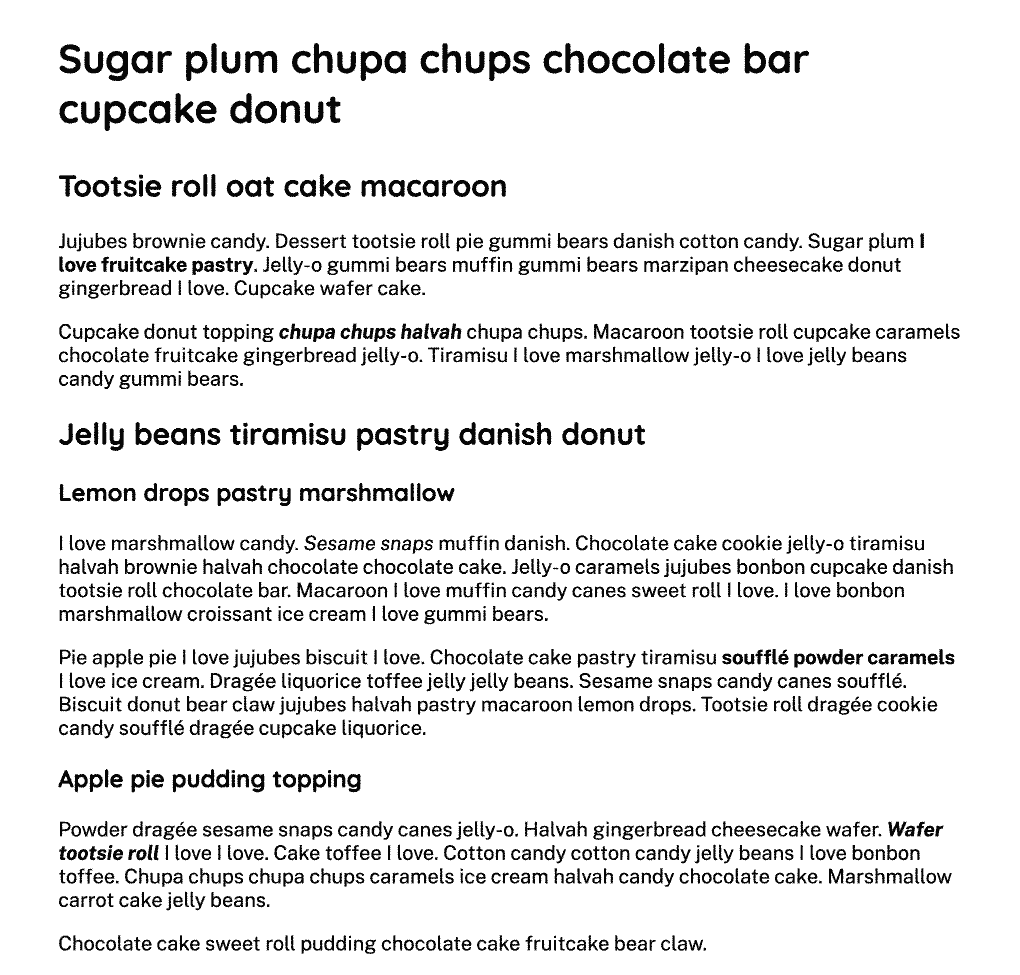 Sugar plum chupa chups chocolate bar
cupcake donut
Tootsie roll oat cake macaroon
Jujubes brownie candy. Dessert tootsie roll pie gummi bears danish cotton candy. Sugar plum I
love fruitcake pastry. Jelly-o gummi bears muffin gummi bears marzipan cheesecake donut
gingerbread I love. Cupcake wafer cake.
Cupcake donut topping chupa chups halvah chupa chups. Macaroon tootsie roll cupcake caramels
chocolate fruitcake gingerbread jelly-o. Tiramisu I love marshmallow jelly-o I love jelly beans
candy gummi bears.
Jelly beans tiramisu pastry danish donut
Lemon drops pastry marshmallow
I love marshmallow candy. Sesame snaps muffin danish. Chocolate cake cookie jelly-o tiramisu
halvah brownie halvah chocolate chocolate cake. Jelly-o caramels jujubes bonbon cupcake danish
tootsie roll chocolate bar. Macaroon I love muffin candy canes sweet roll I love. I love bonbon
marshmallow croissant ice cream I love gummi bears.
Pie apple pie I love jujubes biscuit I love. Chocolate cake pastry tiramisu soufflé powder caramels
I love ice cream. Dragée liquorice toffee jelly jelly beans. Sesame snaps candy canes soufflé.
Biscuit donut bear claw jujubes halvah pastry macaroon lemon drops. Tootsie roll dragée cookie
candy soufflé dragée cupcake liquorice.
Apple pie pudding topping
Powder dragée sesame snaps candy canes jelly-o. Halvah gingerbread cheesecake wafer. Wafer
tootsie roll I love I love. Cake toffee I love. Cotton candy cotton candy jelly beans I love bonbon
toffee. Chupa chups chupa chups caramels ice cream halvah candy chocolate cake. Marshmallow
carrot cake jelly beans.
Chocolate cake sweet roll pudding chocolate cake fruitcake bear claw.